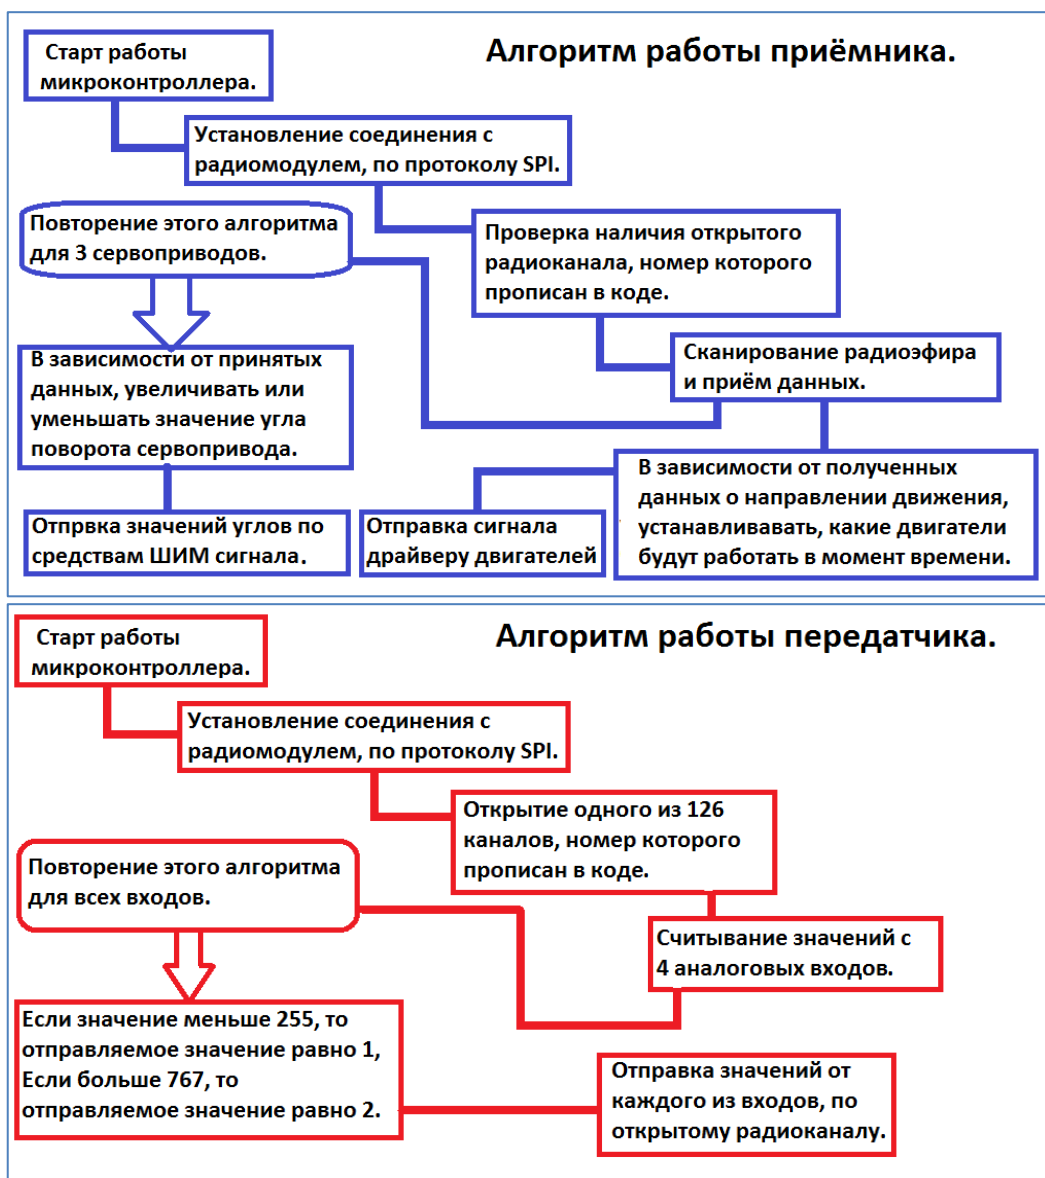 Алгоритм работы приёмника.
Старт работы
микроконтроллера.
Установление соединения с
радиомодулем, по протоколу SPI.
Повторение этого алгоритма
для 3 сервоприводов.
Проверка наличия открытого
радиоканала, номер которого
прописан в коде.
Сканирование радиоэфира
и приём данных.
В зависимости от принятых
данных, увеличивать или
уменьшать значение угла
поворота сервопривода.
В зависимости от полученных
данных о направлении движения,
устанавливавать, какие двигатели
будут работать в момент времени.
Отпрвка значений углов по
средствам ШИМ сигнала.
Отправка сигнала
драйверу двигателей
Алгоритм работы передатчика.
Старт работы
микроконтроллера.
Установление соединения с
радиомодулем, по протоколу SPI.
Открытие одного из 126
каналов, номер которого
прописан в коде.
Повторение этого алгоритма
для всех входов.
Считывание значений с
4 аналоговых входов.
Если значение меньше 255, то
отправляемое значение равно 1,
Если больше 767, то
отправляемое значение равно 2.
Отправка значений от
каждого из входов, по
открытому радиоканалу.